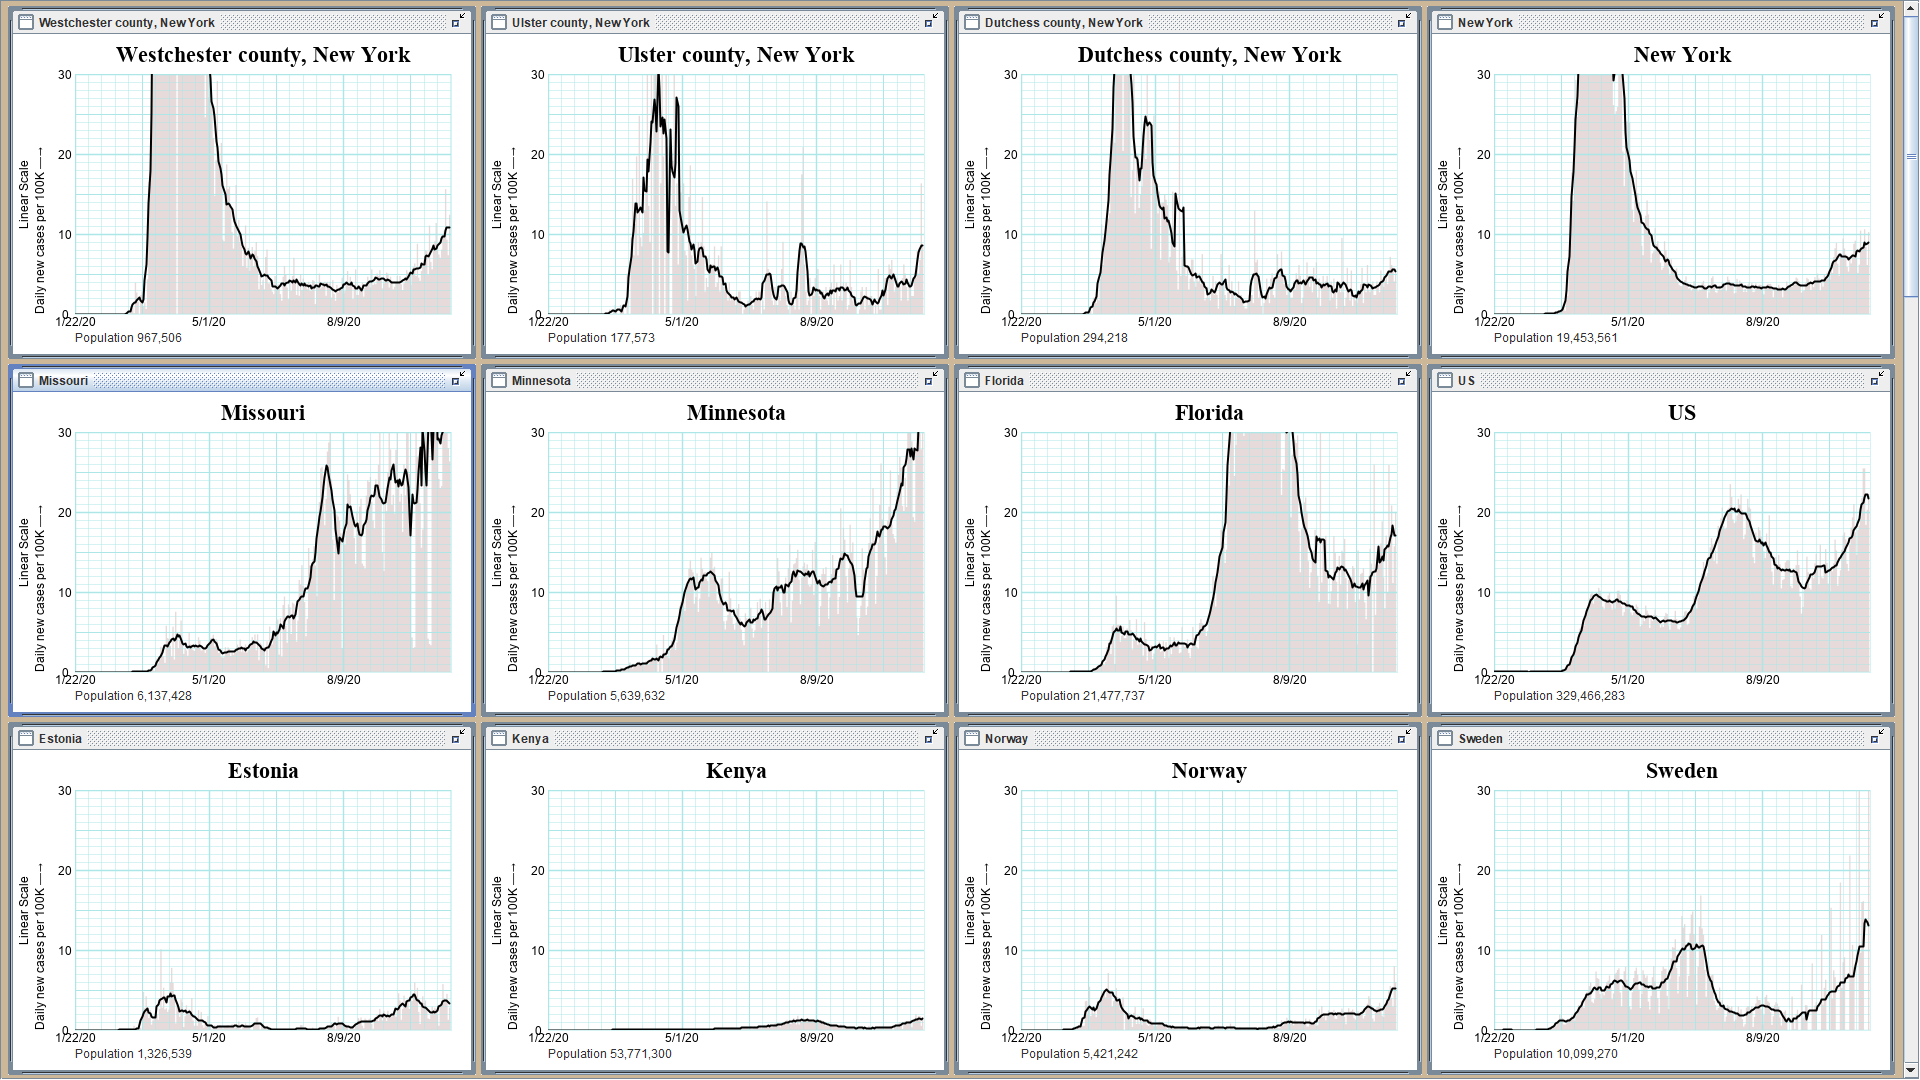 Westchester county, New York
Westchester county, New York
30
20
10
0
Linear Scale
Daily new cases per 100K —→
1/22/20 5/1/20 8/9/20
Population 967,506
Ulster county, New York
Ulster county, New York
30
20
10
0
Linear Scale
Daily new cases per 100K —→
1/22/20 5/1/20 8/9/20
Population 177,573
Dutchess county, New York
Dutchess county, New York
30
20
10
0
Linear Scale
Daily new cases per 100K —→
1/22/20 5/1/20 8/9/20
Population 294,218
New York
New York
30
20
10
0
Linear Scale
Daily new cases per 100K —→
1/22/20 5/1/20 8/9/20
Population 19,453,561
Missouri
Missouri
30
20
10
0
Linear Scale
Daily new cases per 100K —→
1/22/20 5/1/20 8/9/20
Population 6,137,428
Minnesota
Minnesota
30
20
10
0
Linear Scale
Daily new cases per 100K —→
1/22/20 5/1/20 8/9/20
Population 5,639,632
Florida
Florida
30
20
10
0
Linear Scale
Daily new cases per 100K —→
1/22/20 5/1/20 8/9/20
Population 21,477,737
US
US
30
20
10
0
Linear Scale
Daily new cases per 100K —→
1/22/20 5/1/20 8/9/20
Population 329,466,283
Estonia
Estonia
30
20
10
0
Linear Scale
Daily new cases per 100K —→
1/22/20 5/1/20 8/9/20
Population 1,326,539
Kenya
Kenya
30
20
10
0
Linear Scale
Daily new cases per 100K —→
1/22/20 5/1/20 8/9/20
Population 53,771,300
Norway
Norway
30
20
10
0
Linear Scale
Daily new cases per 100K —→
1/22/20 5/1/20 8/9/20
Population 5,421,242
Sweden
Sweden
30
20
10
0
Linear Scale
Daily new cases per 100K —→
1/22/20 5/1/20 8/9/20
Population 10,099,270